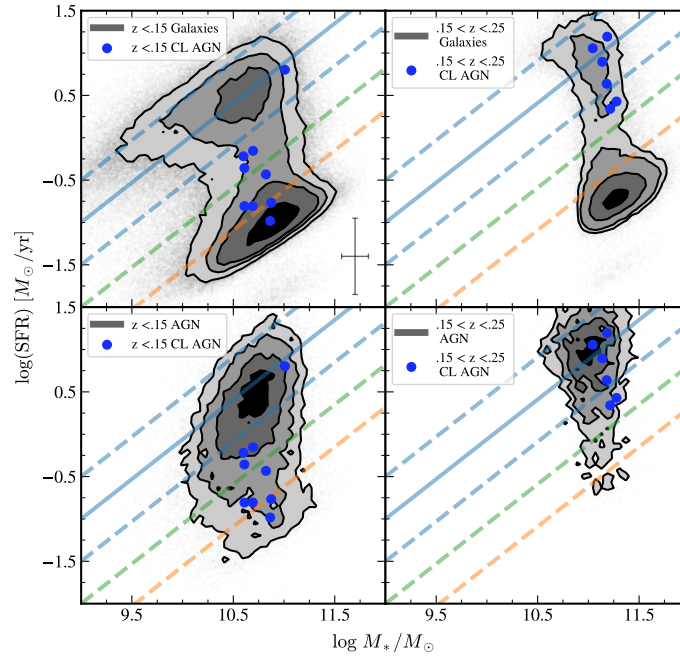 1.5
0.5
−0.5
−1.5
z <.15 Galaxies
z <.15 CL AGN
.15 < z <.25
Galaxies
.15 < z <.25
CL AGN
1.5
0.5
−0.5
−1.5
z <.15 AGN
z <.15 CL AGN
.15 < z <.25
AGN
.15 < z <.25
CL AGN
9.5
10.5
11.5
9.5
10.5
11.5
log(SFR) [M⊙/yr]
log M*/M⊙